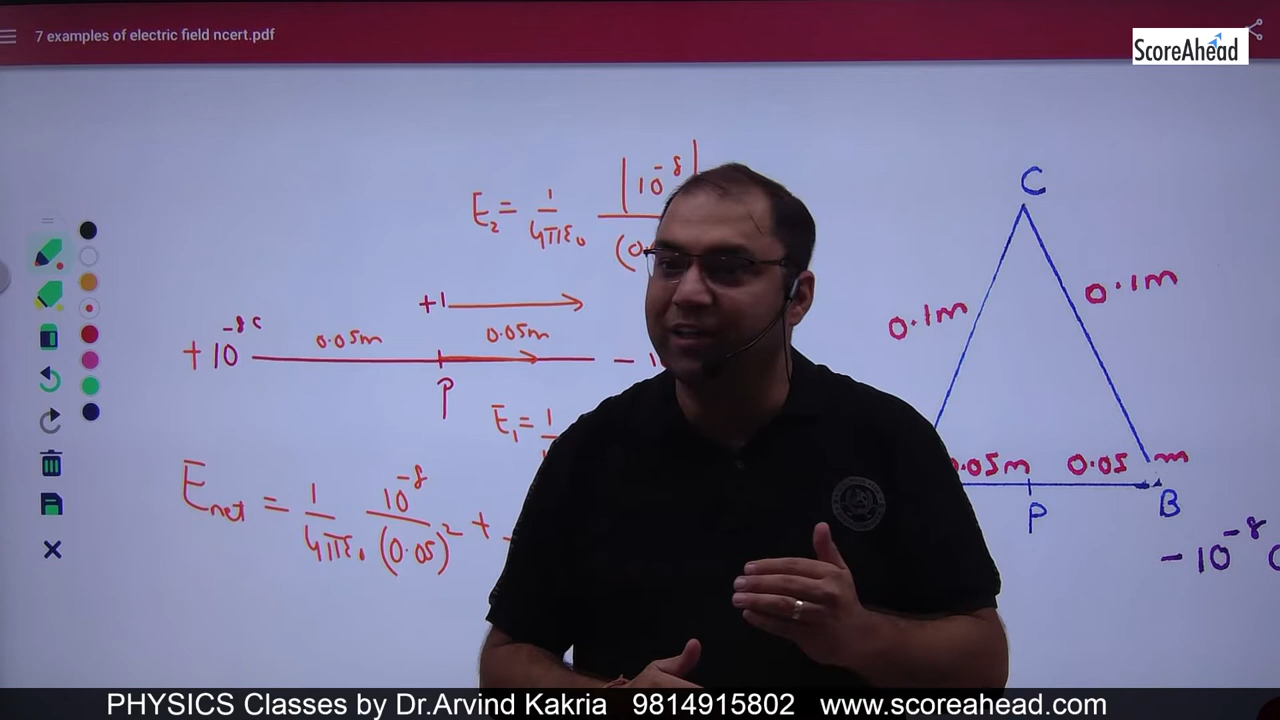 7 examples of electric field ncert.pdf
ScoreAhead
E₂ = 1/4πε₀ |10⁻⁸|
C
0.1m
0.1m
+1
+10⁻⁸ C
0.05m
0.05m
P
E₁ = 1
0.05m
0.05 m
P
B
-10⁻⁸ C
E_net = 1/4πε₀ 10⁻⁸/(0.05)² +
PHYSICS Classes by Dr.Arvind Kakria 9814915802 www.scoreahead.com